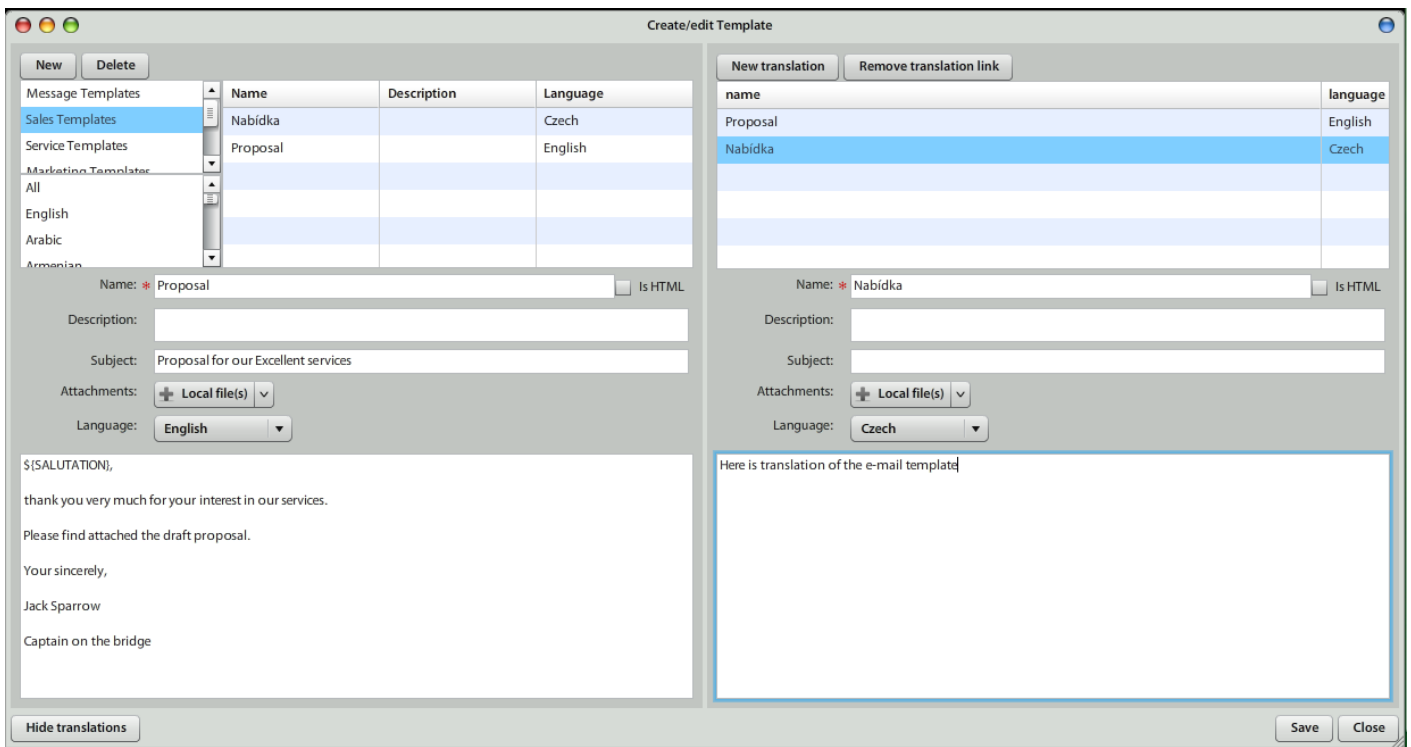 Create/edit Template
New Delete
Message Templates
Sales Templates
Service Templates
Marketing Templates
All
English
Arabic
Armenian
Name Description Language
Nabídka Czech
Proposal English
Name: * Proposal Is HTML
Description:
Subject: Proposal for our Excellent services
Attachments: Local file(s)
Language: English
${SALUTATION},
thank you very much for your interest in our services.
Please find attached the draft proposal.
Your sincerely,
Jack Sparrow
Captain on the bridge
Hide translations
New translation Remove translation link
name language
Proposal English
Nabídka Czech
Name: * Nabídka Is HTML
Description:
Subject:
Attachments: Local file(s)
Language: Czech
Here is translation of the e-mail template
Save Close